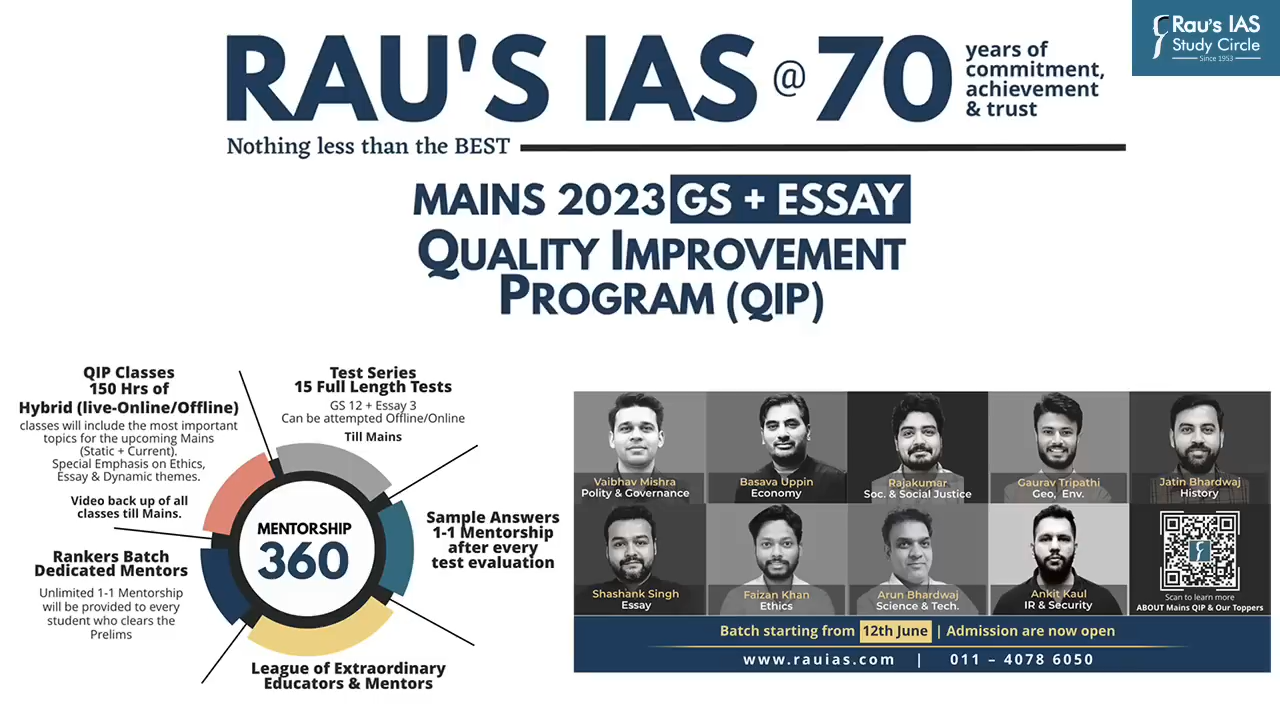 Rau's IAS
Study Circle
Since 1953
RAU'S IAS @ 70
years of
commitment,
achievement
& trust
Nothing less than the BEST
MAINS 2023 GS + ESSAY
QUALITY IMPROVEMENT
PROGRAM (QIP)
QIP Classes
150 Hrs of
Hybrid (live-Online/Offline)
classes will include the most important
topics for the upcoming Mains
(Static + Current).
Special Emphasis on Ethics,
Essay & Dynamic themes.
Video back up of all
classes till Mains.
Test Series
15 Full Length Tests
GS 12 + Essay 3
Can be attempted Offline/Online
Till Mains
MENTORSHIP
360
Sample Answers
1-1 Mentorship
after every
test evaluation
Rankers Batch
Dedicated Mentors
Unlimited 1-1 Mentorship
will be provided to every
student who clears the
Prelims
League of Extraordinary
Educators & Mentors
Vaibhav Mishra
Polity & Governance
Basava Uppin
Economy
Rajakumar
Soc. & Social Justice
Gaurav Tripathi
Geo, Env.
Jatin Bhardwaj
History
Shashank Singh
Essay
Faizan Khan
Ethics
Arun Bhardwaj
Science & Tech.
Ankit Kaul
IR & Security
Scan to learn more
ABOUT Mains QIP & Our Toppers
Batch starting from 12th June | Admission are now open
www.rauias.com | 011 – 4078 6050